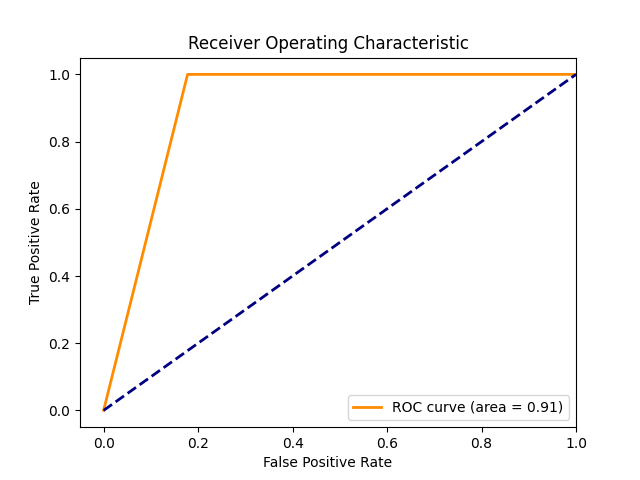 Receiver Operating Characteristic
True Positive Rate
1.0
0.8
0.6
0.4
0.2
0.0
ROC curve (area = 0.91)
0.0 0.2 0.4 0.6 0.8 1.0
False Positive Rate